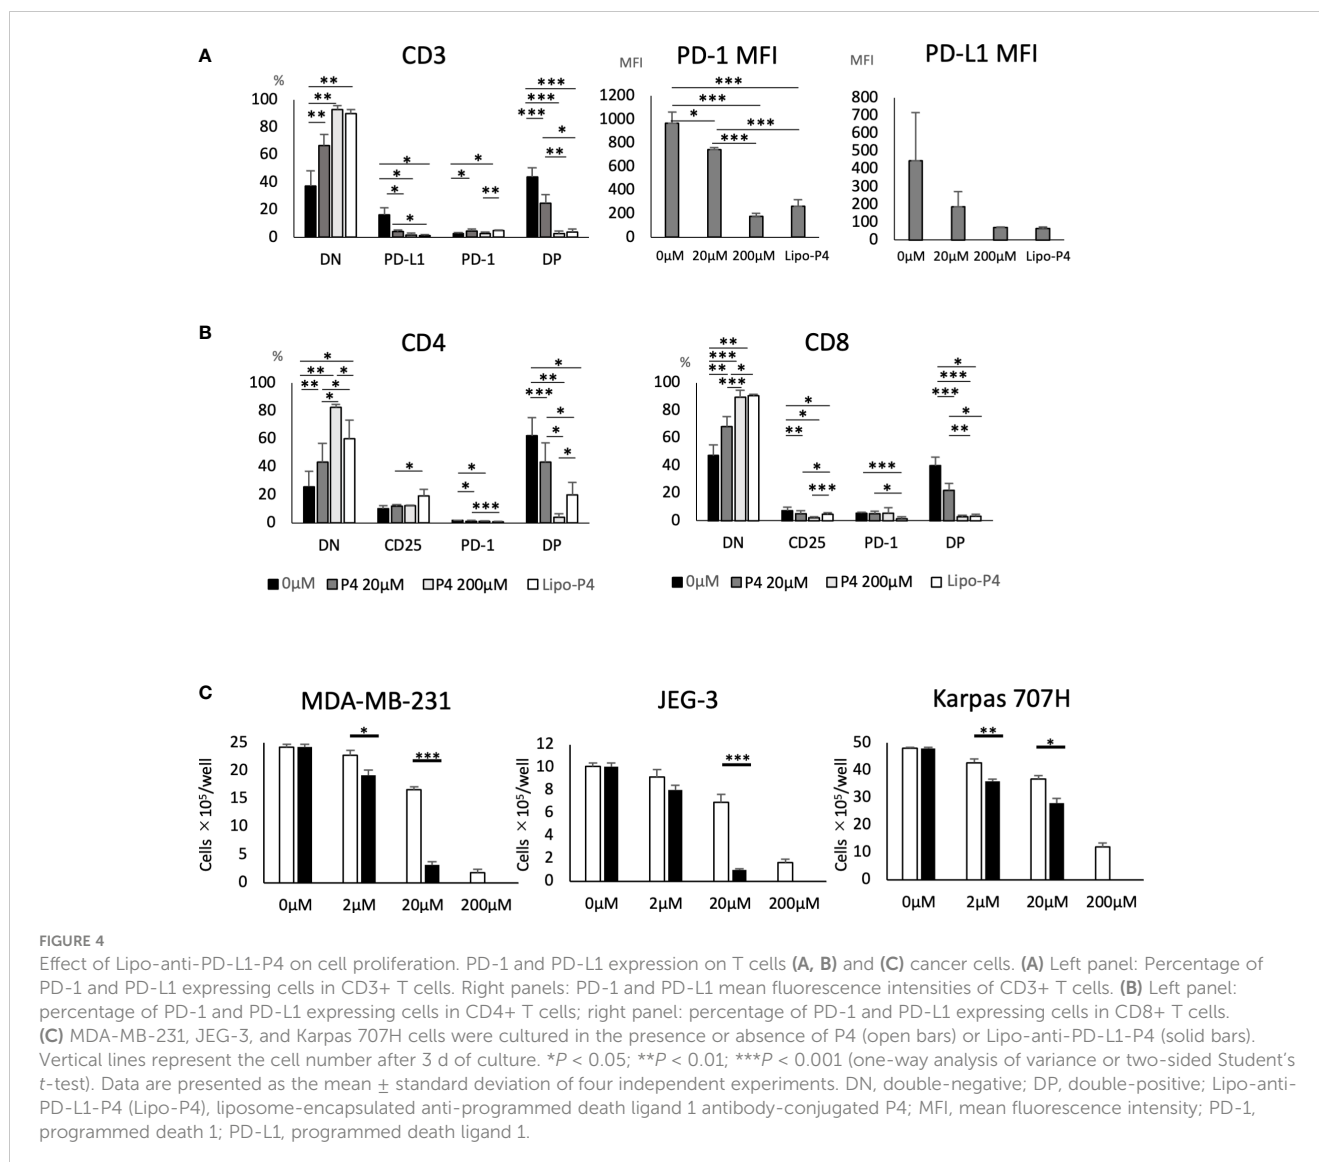 A
CD3
%
100
80
60
40
20
0
** ** ** * * * * * * ** *** *** *** * **
DN PD-L1 PD-1 DP
PD-1 MFI
MFI
1200
1000
800
600
400
200
0
*** *** * *** ***
0μM 20μM 200μM Lipo-P4
PD-L1 MFI
MFI
800
700
600
500
400
300
200
100
0
0μM 20μM 200μM Lipo-P4
B
CD4
%
100
80
60
40
20
0
* ** * ** * * * * * *** * ** *** * * *
DN CD25 PD-1 DP
CD8
%
100
80
60
40
20
0
** *** ** * *** * * ** * *** *** * * *** *** * **
DN CD25 PD-1 DP
0μM P4 20μM P4 200μM Lipo-P4
0μM P4 20μM P4 200μM Lipo-P4
C
MDA-MB-231
Cells ×10⁵/well
25
20
15
10
5
0
* ***
0μM 2μM 20μM 200μM
JEG-3
Cells ×10⁵/well
12
10
8
6
4
2
0
***
0μM 2μM 20μM 200μM
Karpas 707H
Cells ×10⁵/well
50
40
30
20
10
0
** *
0μM 2μM 20μM 200μM
FIGURE 4
Effect of Lipo-anti-PD-L1-P4 on cell proliferation. PD-1 and PD-L1 expression on T cells (A, B) and (C) cancer cells. (A) Left panel: Percentage of
PD-1 and PD-L1 expressing cells in CD3+ T cells. Right panels: PD-1 and PD-L1 mean fluorescence intensities of CD3+ T cells. (B) Left panel:
percentage of PD-1 and PD-L1 expressing cells in CD4+ T cells; right panel: percentage of PD-1 and PD-L1 expressing cells in CD8+ T cells.
(C) MDA-MB-231, JEG-3, and Karpas 707H cells were cultured in the presence or absence of P4 (open bars) or Lipo-anti-PD-L1-P4 (solid bars).
Vertical lines represent the cell number after 3 d of culture. *P < 0.05; **P < 0.01; ***P < 0.001 (one-way analysis of variance or two-sided Student's
t-test). Data are presented as the mean ± standard deviation of four independent experiments. DN, double-negative; DP, double-positive; Lipo-anti-
PD-L1-P4 (Lipo-P4), liposome-encapsulated anti-programmed death ligand 1 antibody-conjugated P4; MFI, mean fluorescence intensity; PD-1,
programmed death 1; PD-L1, programmed death ligand 1.